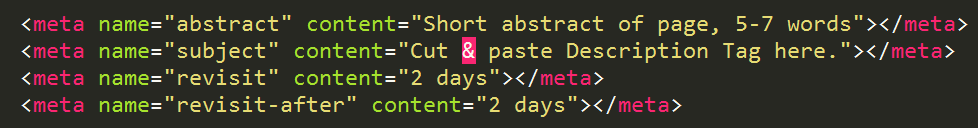 <meta name="abstract" content="Short abstract of page, 5-7 words"></meta>
<meta name="subject" content="Cut & paste Description Tag here."></meta>
<meta name="revisit" content="2 days"></meta>
<meta name="revisit-after" content="2 days"></meta>